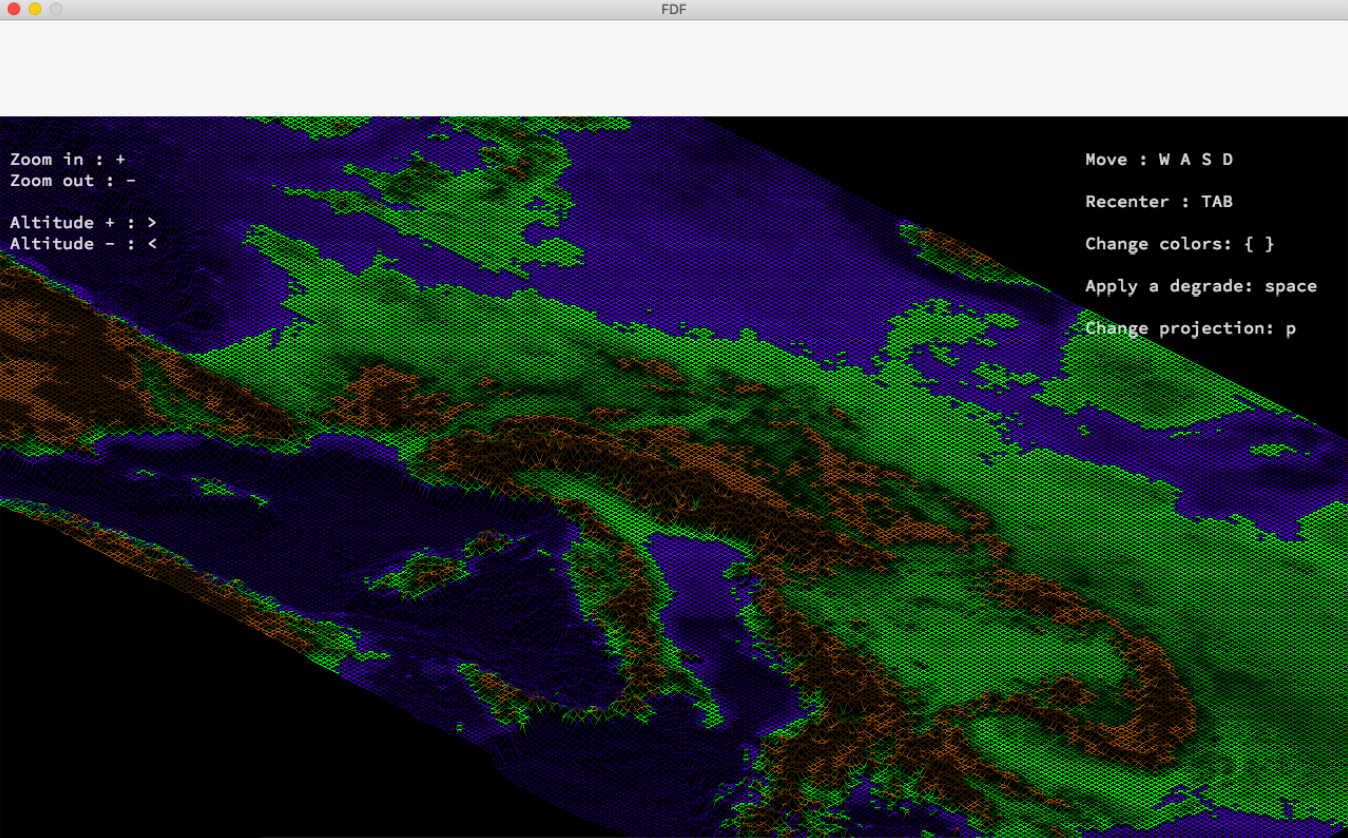 FDF
Zoom in : +
Zoom out : -
Altitude + : >
Altitude - : <
Move : W A S D
Recenter : TAB
Change colors: { }
Apply a degrade: space
Change projection: p